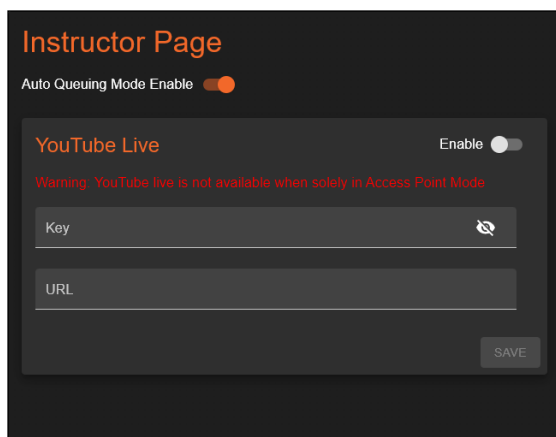 Instructor Page
Auto Queuing Mode Enable
YouTube Live
Enable
Warning: YouTube live is not available when solely in Access Point Mode
Key
URL
SAVE